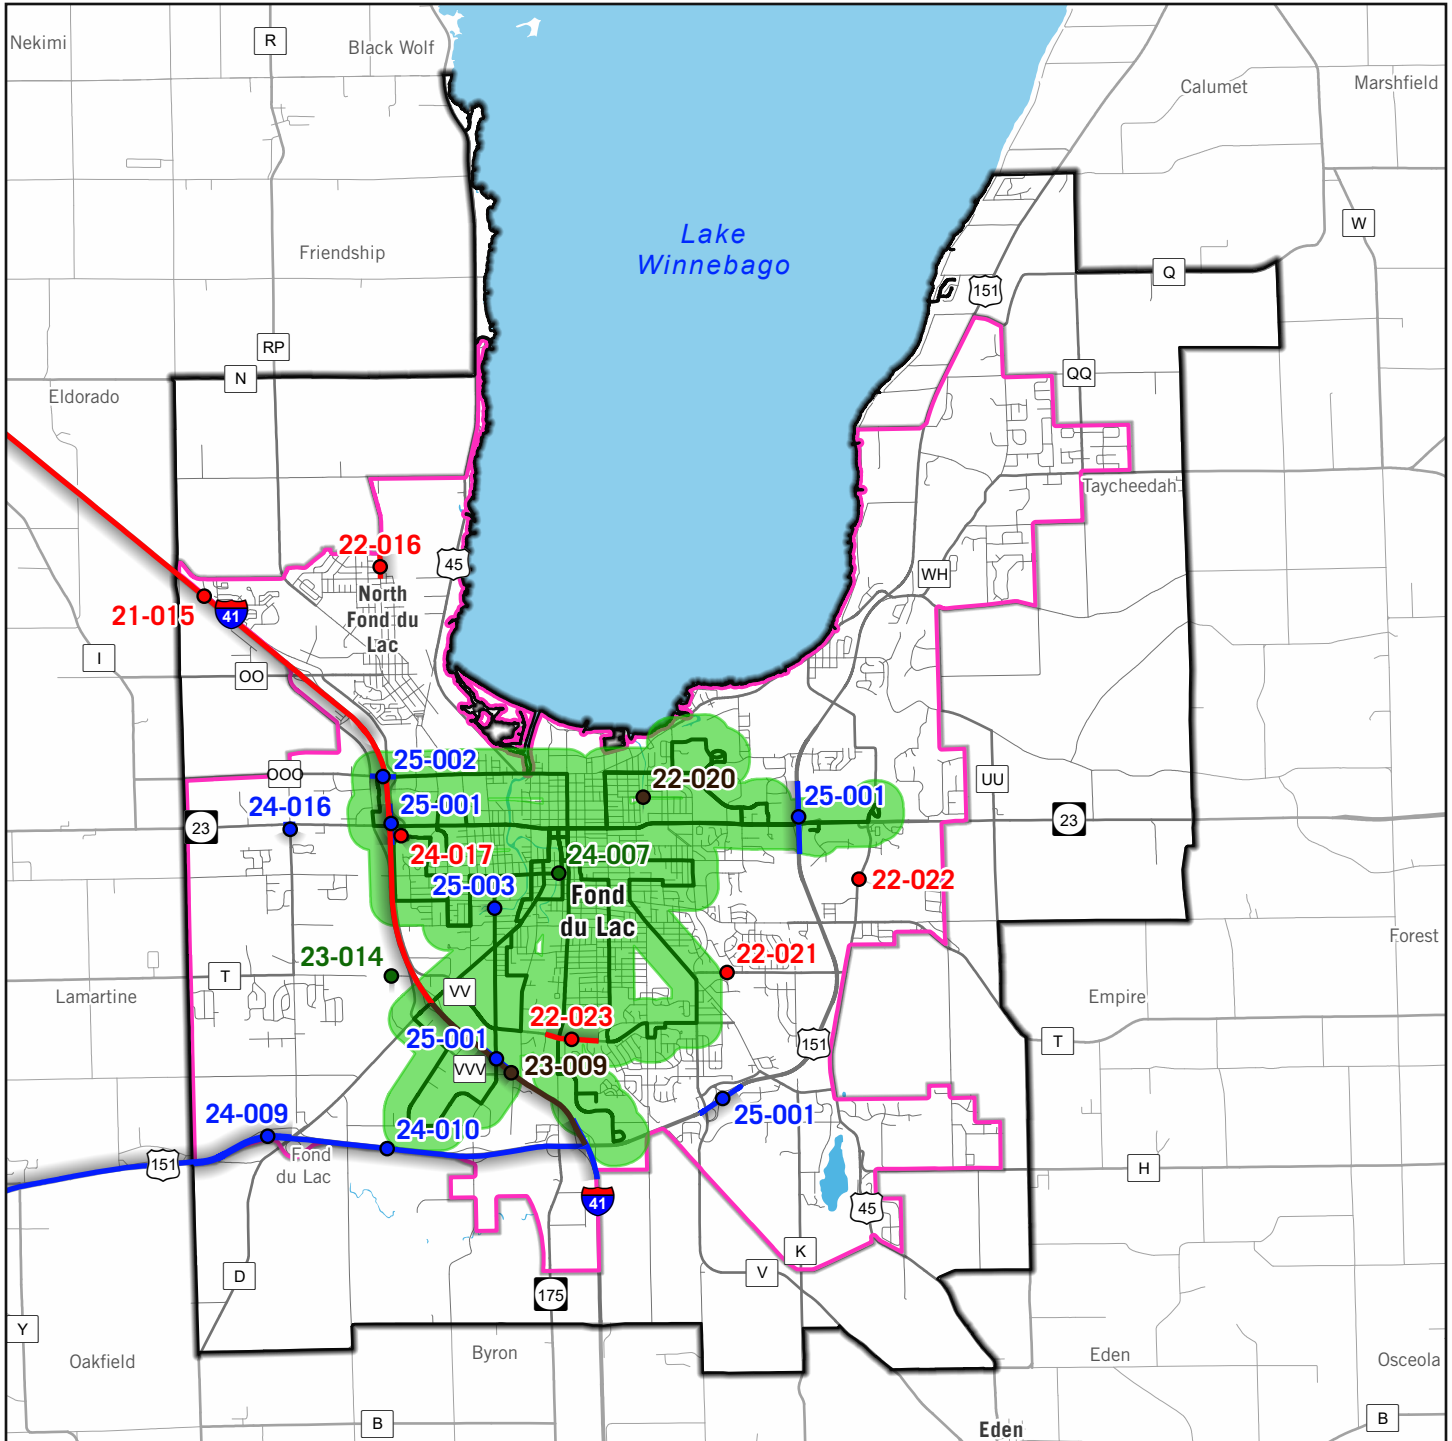 Nekimi
R
Black Wolf
Calumet
Marshfield
Lake
Winnebago
W
Friendship
Q
151
RP
N
QQ
Eldorado
Taycheedah
22-016
45
WH
North
Fond du
Lac
21-015
41
I
OO
OOO
25-002
22-020
UU
24-016
25-001
25-001
23
23
24-017
24-007
25-003
22-022
Fond
du Lac
Forest
23-014
22-021
T
VV
Lamartine
Empire
22-023
25-001
151
T
VVV
23-009
24-009
25-001
24-010
151
Fond
du Lac
H
41
45
K
D
V
175
Y
Byron
Eden
Oakfield
Osceola
B
B
Eden